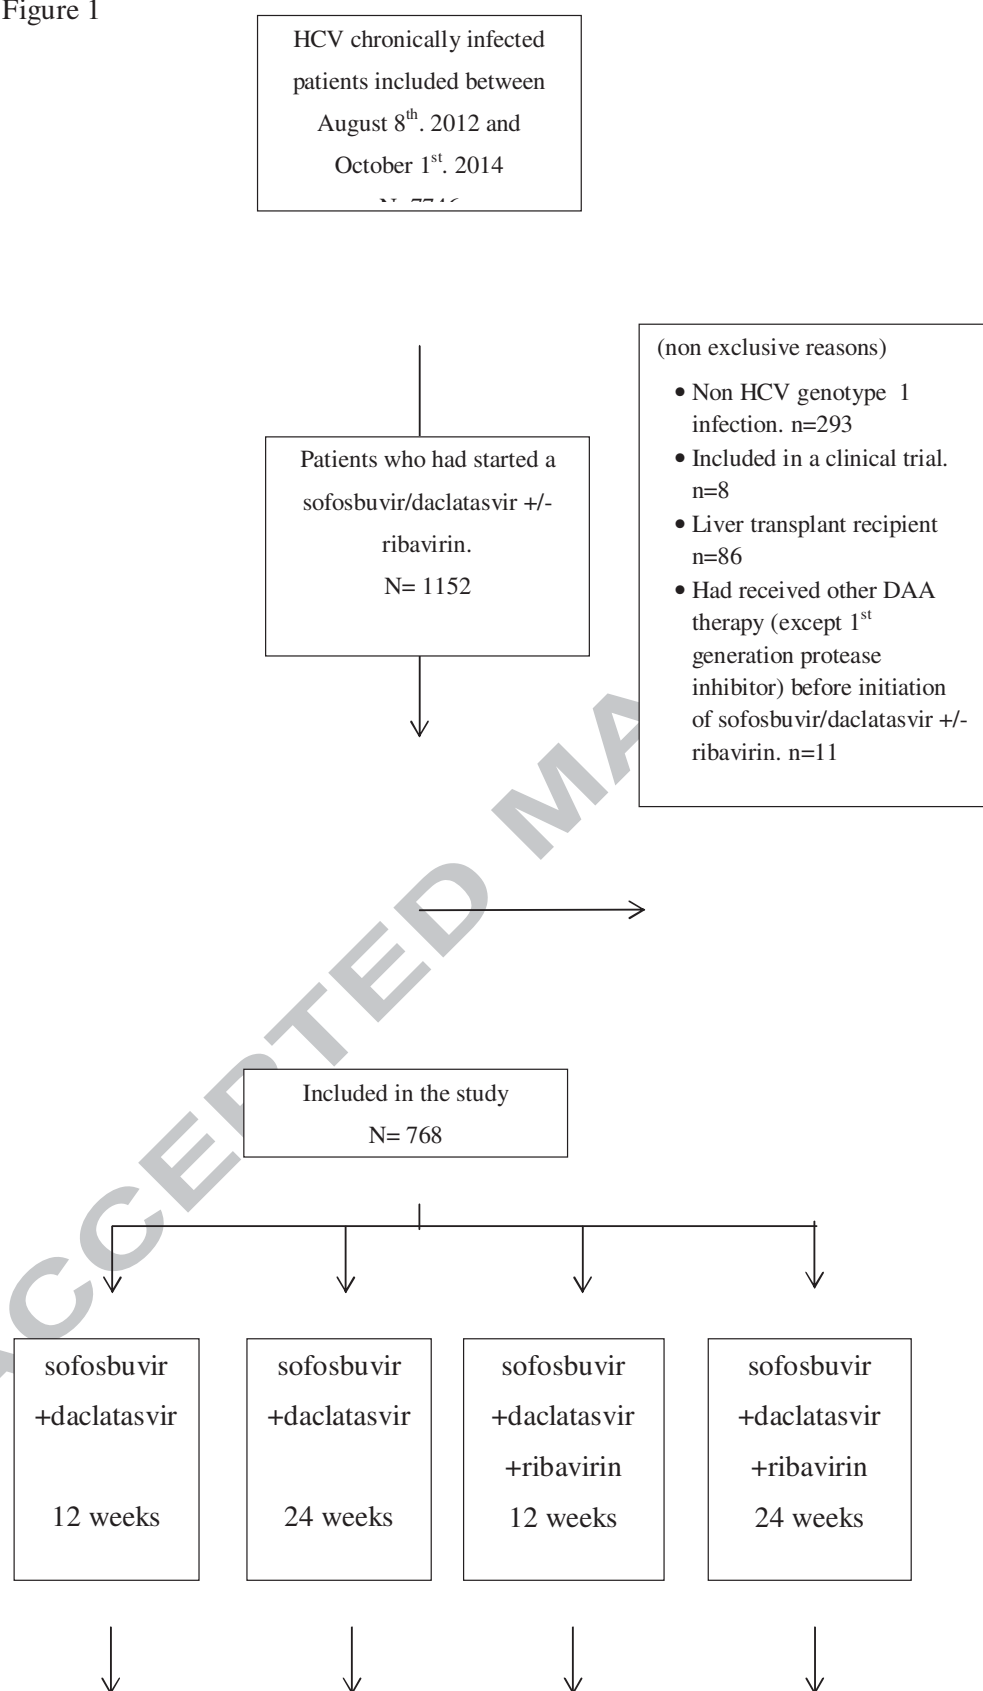 Figure 1
HCV chronically infected
patients included between
August 8th. 2012 and
October 1st. 2014
(non exclusive reasons)
• Non HCV genotype 1
infection. n=293
• Included in a clinical trial.
n=8
• Liver transplant recipient
n=86
• Had received other DAA
therapy (except 1st
generation protease
inhibitor) before initiation
of sofosbuvir/daclatasvir +/-
ribavirin. n=11
Patients who had started a
sofosbuvir/daclatasvir +/-
ribavirin.
N= 1152
ACCEPTED MA
Included in the study
N= 768
sofosbuvir
+daclatasvir
12 weeks
sofosbuvir
+daclatasvir
24 weeks
sofosbuvir
+daclatasvir
+ribavirin
12 weeks
sofosbuvir
+daclatasvir
+ribavirin
24 weeks